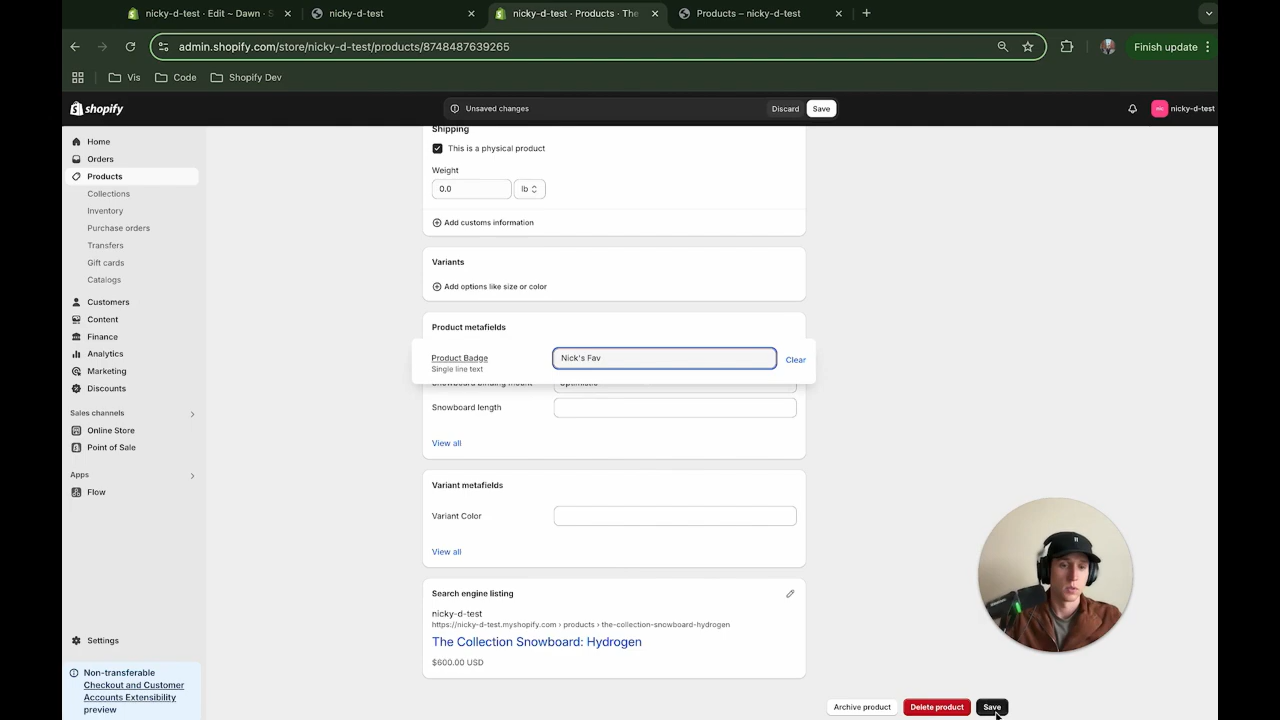 nicky-d-test · Edit ~ Dawn · S
nicky-d-test
nicky-d-test · Products · The
Products – nicky-d-test
admin.shopify.com/store/nicky-d-test/products/8748487639265
Finish update
Vis
Code
Shopify Dev
shopify
Unsaved changes
Discard
Save
nicky-d-test
Home
Orders
Products
Collections
Inventory
Purchase orders
Transfers
Gift cards
Catalogs
Customers
Content
Finance
Analytics
Marketing
Discounts
Sales channels
Online Store
Point of Sale
Apps
Flow
Settings
Non-transferable
Checkout and Customer
Accounts Extensibility
preview
Shipping
This is a physical product
Weight
0.0
lb
Add customs information
Variants
Add options like size or color
Product metafields
Product Badge
Single line text
Nick's Fav
Clear
Snowboard binding mount
Optimistic
Snowboard length
View all
Variant metafields
Variant Color
View all
Search engine listing
nicky-d-test
https://nicky-d-test.myshopify.com › products › the-collection-snowboard-hydrogen
The Collection Snowboard: Hydrogen
$600.00 USD
Archive product
Delete product
Save